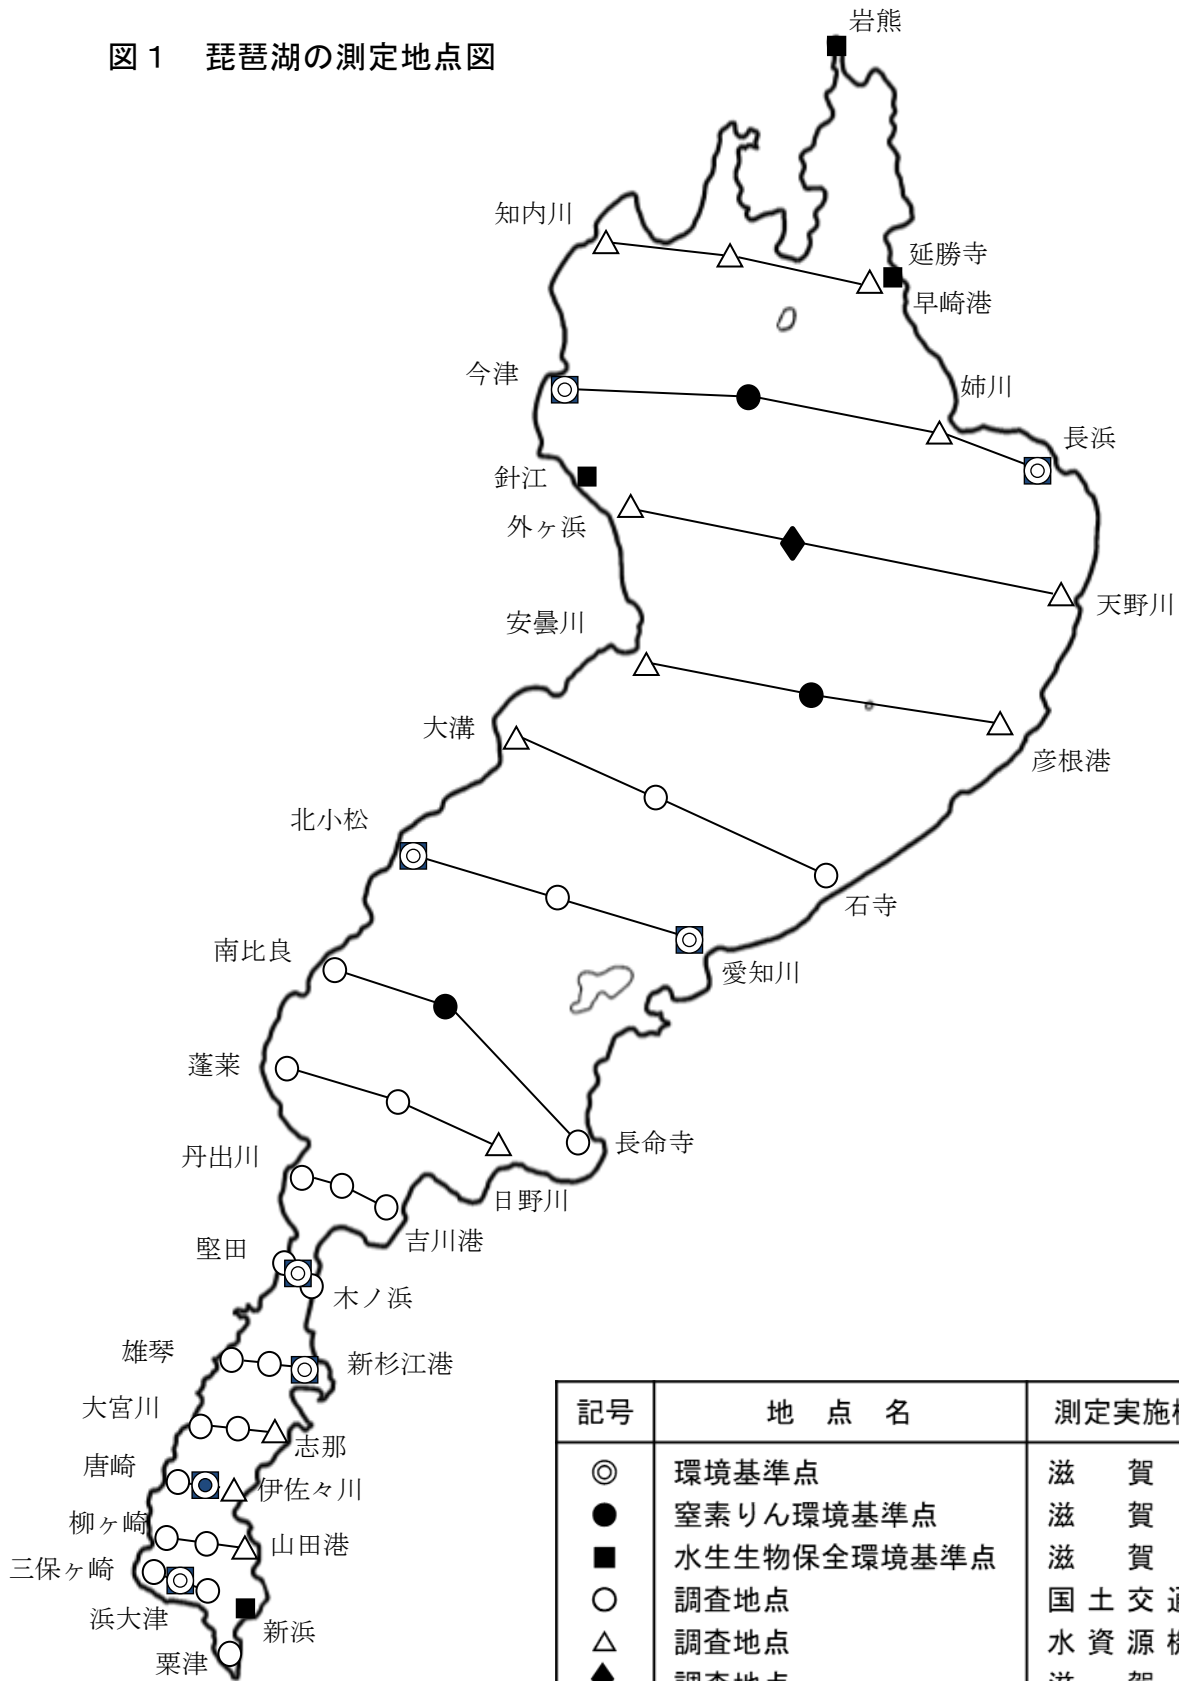 図１　琵琶湖の測定地点図
岩熊
知内川
延勝寺
早崎港
今津
姉川
長浜
針江
外ヶ浜
天野川
安曇川
大溝
彦根港
北小松
石寺
南比良
愛知川
蓬莱
長命寺
丹出川
日野川
吉川港
堅田
木ノ浜
雄琴
新杉江港
大宮川
志那
唐崎
伊佐々川
柳ヶ崎
山田港
三保ヶ崎
浜大津
新浜
粟津
記号 地 点 名 測定実施
◎ 環境基準点 滋 賀
● 窒素りん環境基準点 滋 賀
■ 水生生物保全環境基準点 滋 賀
○ 調査地点 国 土 交
△ 調査地点 水 資 源
◆ 調査地点 滋 賀